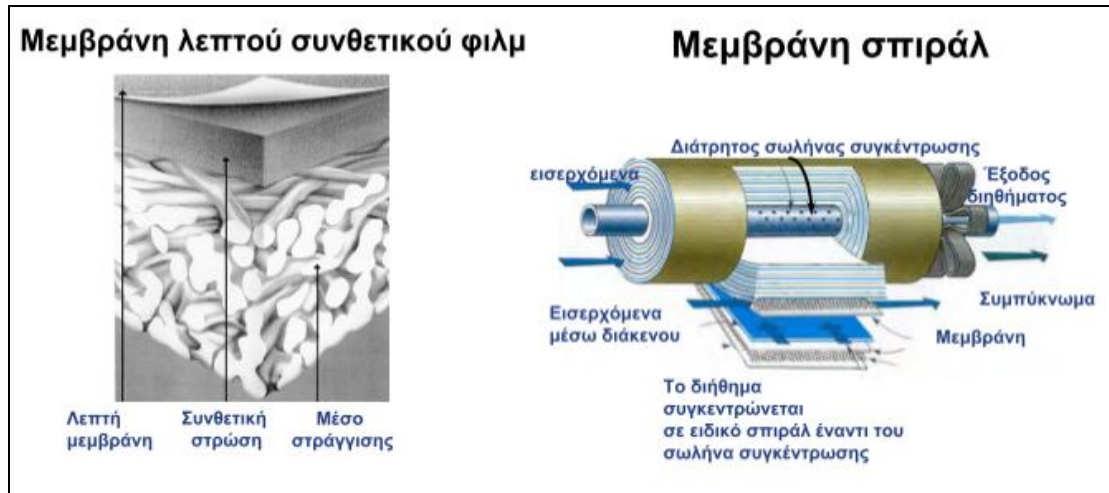 Μεμβράνη λεπτού συνθετικού φιλμ
Λεπτή
μεμβράνη
Συνθετική
στρώση
Μέσο
στράγγισης
Μεμβράνη σπιράλ
Διάτρητος σωλήνας συγκέντρωσης
εισερχόμενα
Έξοδος
διηθήματος
Συμπύκνωμα
Εισερχόμενα
μέσω διάκενου
Μεμβράνη
Το διήθημα
συγκεντρώνεται
σε ειδικό σπιράλ έναντι του
σωλήνα συγκέντρωσης